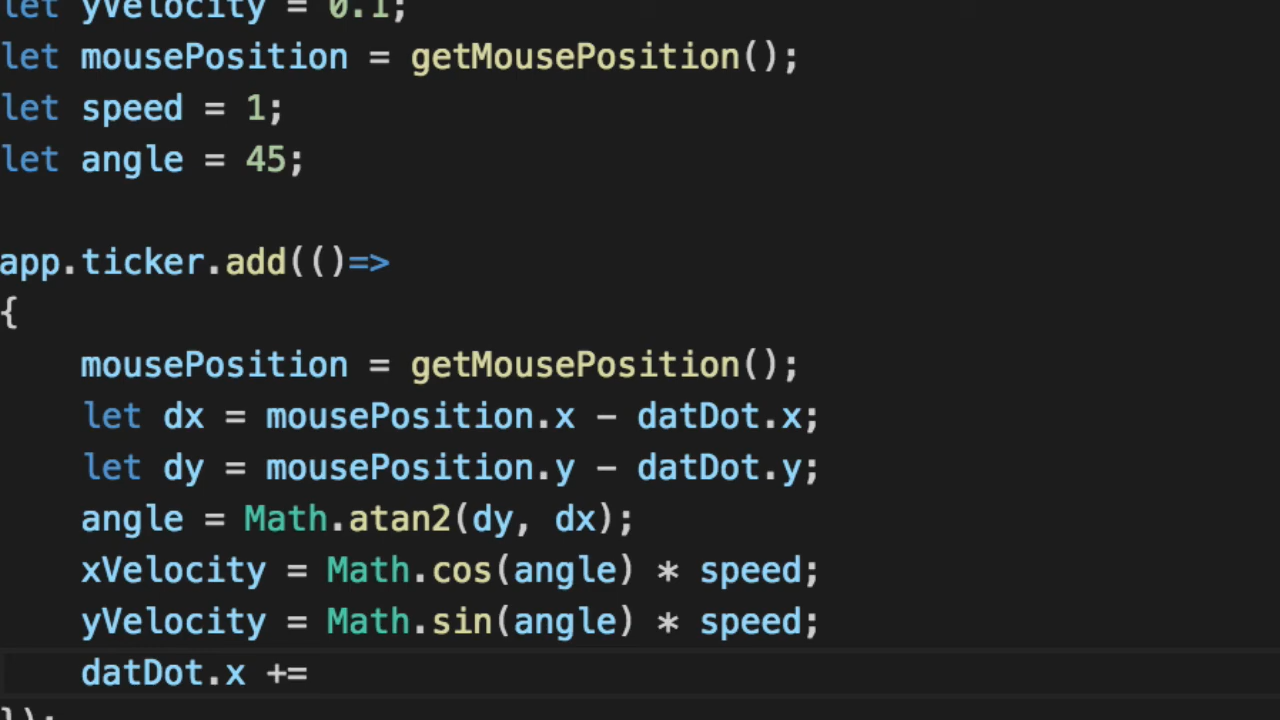 let yVelocity = 0.1;
let mousePosition = getMousePosition();
let speed = 1;
let angle = 45;
app.ticker.add(()=>
{
mousePosition = getMousePosition();
let dx = mousePosition.x - datDot.x;
let dy = mousePosition.y - datDot.y;
angle = Math.atan2(dy, dx);
xVelocity = Math.cos(angle) * speed;
yVelocity = Math.sin(angle) * speed;
datDot.x +=
});